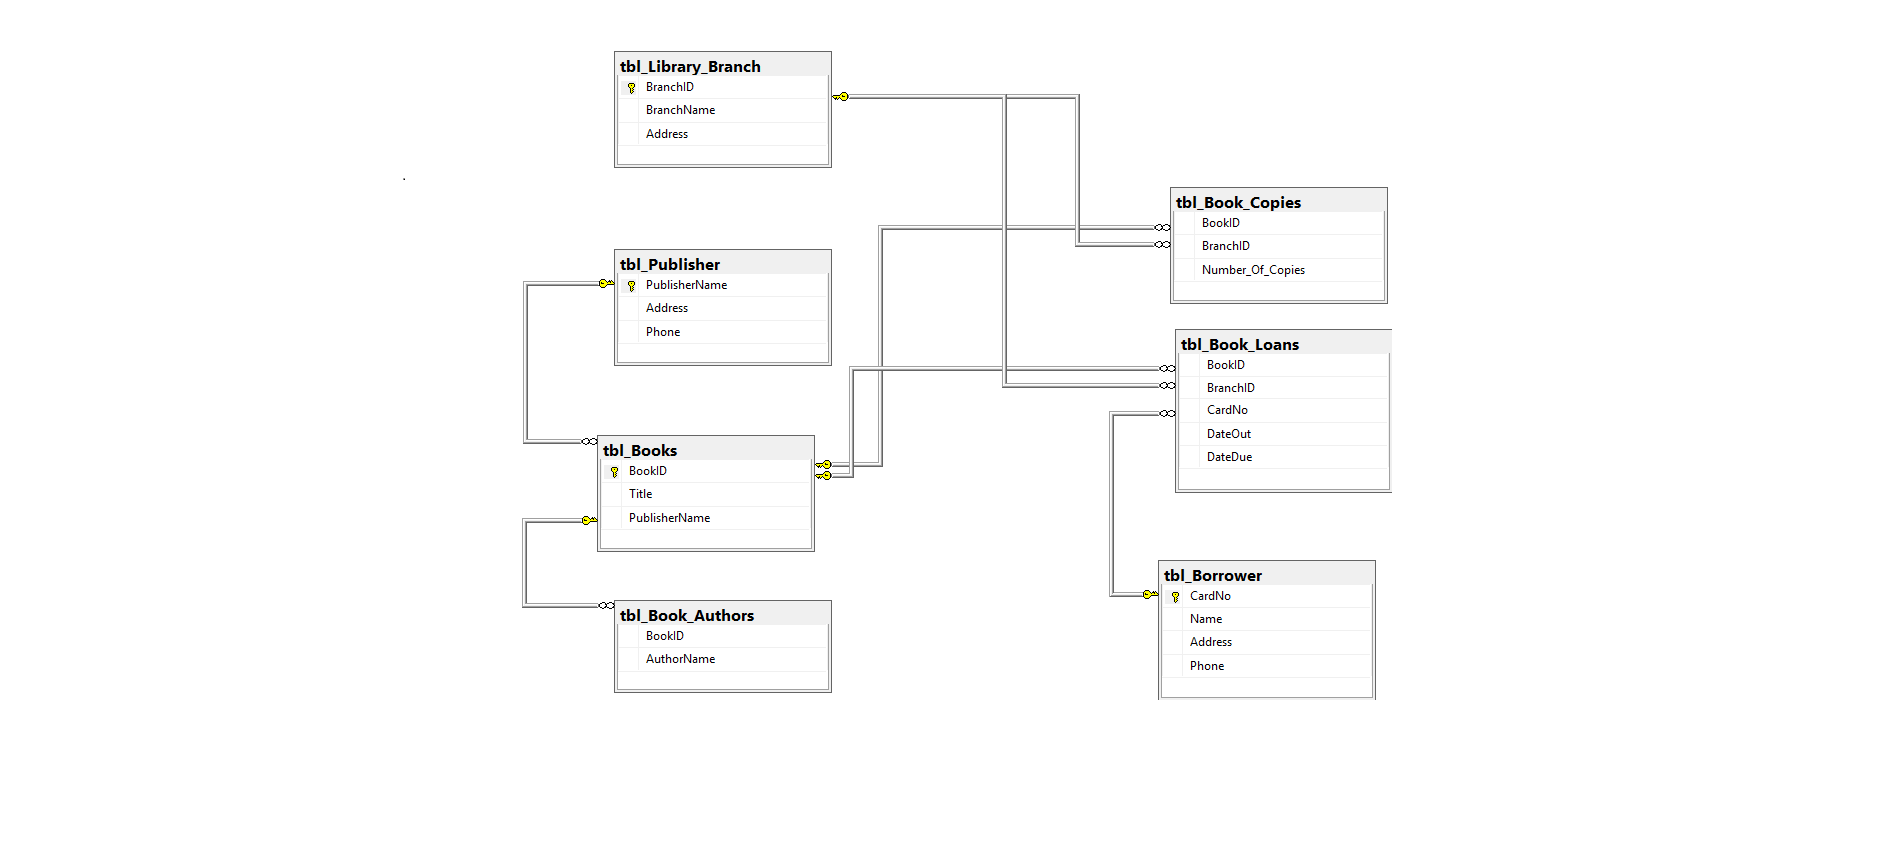 tbl_Library_Branch
BranchID
BranchName
Address
tbl_Publisher
PublisherName
Address
Phone
tbl_Books
BookID
Title
PublisherName
tbl_Book_Authors
BookID
AuthorName
tbl_Book_Copies
BookID
BranchID
Number_Of_Copies
tbl_Book_Loans
BookID
BranchID
CardNo
DateOut
DateDue
tbl_Borrower
CardNo
Name
Address
Phone